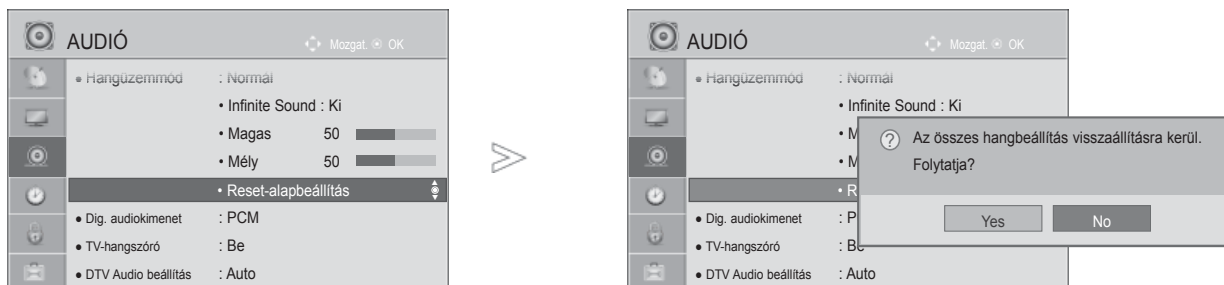 AUDIÓ
Mozgat. OK
● Hangüzemmód : Normál
• Infinite Sound : Ki
• Magas 50
• Mély 50
• Reset-alapbeállítás
● Dig. audiokimenet : PCM
● TV-hangszóró : Be
● DTV Audio beállítás : Auto
AUDIÓ
Mozgat. OK
● Hangüzemmód : Normál
• Infinite Sound : Ki
• M
• M
• R
● Dig. audiokimenet : P
● TV-hangszóró : Be
● DTV Audio beállítás : Auto
? Az összes hangbeállítás visszaállításra kerül.
Folytatja?
Yes No